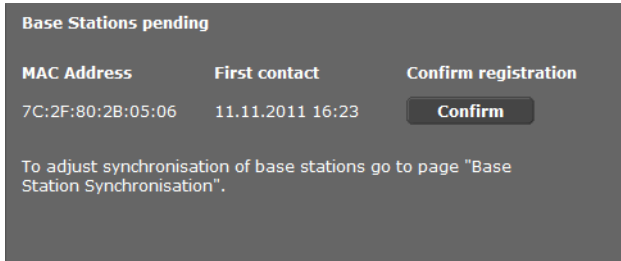 Base Stations pending
MAC Address First contact Confirm registration
7C:2F:80:2B:05:06 11.11.2011 16:23 Confirm
To adjust synchronisation of base stations go to page "Base
Station Synchronisation".